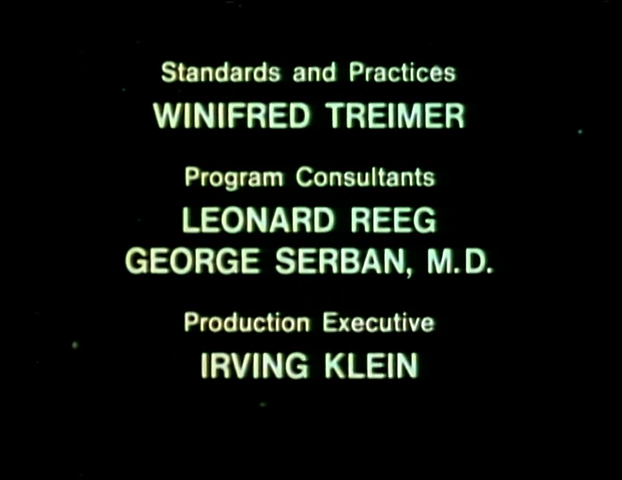 Standards and Practices
WINIFRED TREIMER
Program Consultants
LEONARD REEG
GEORGE SERBAN, M.D.
Production Executive
IRVING KLEIN